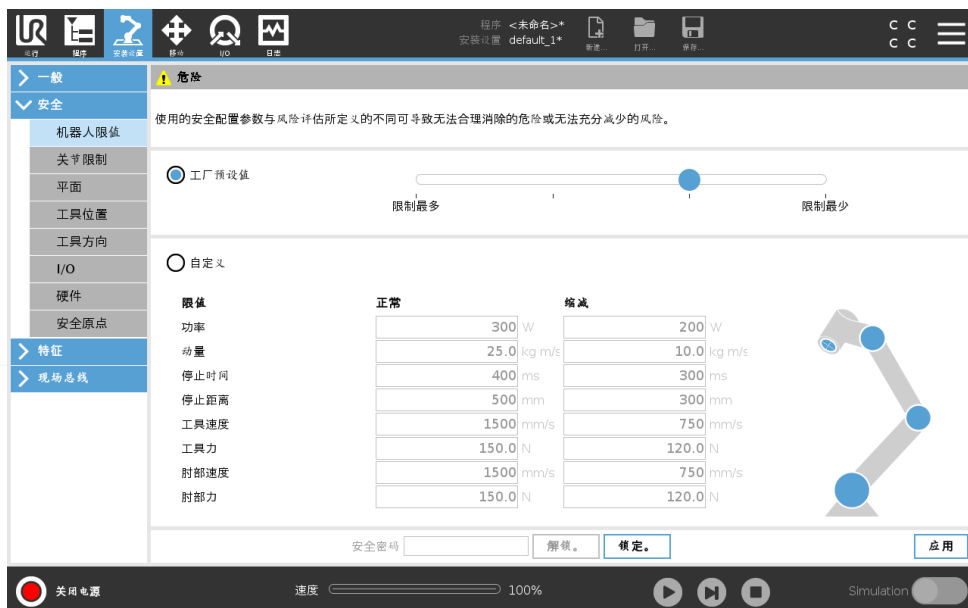 程序 <未命名>*
安装设置 default_1*
UR
运行 程序 安装设置 移动 I/O 日志 新建... 打开... 保存...
C C
C C
一般
安全
机器人限值
关节限制
平面
工具位置
工具方向
I/O
硬件
安全原点
特征
现场总线
危险
使用的安全配置参数与风险评估所定义的不同可导致无法合理消除的危险或无法充分减少的风险。
工厂预设值
限制最多 限制最少
自定义
限值 正常 缩减
功率 300 W 200 W
动量 25.0 kg m/s 10.0 kg m/s
停止时间 400 ms 300 ms
停止距离 500 mm 300 mm
工具速度 1500 mm/s 750 mm/s
工具力 150.0 N 120.0 N
肘部速度 1500 mm/s 750 mm/s
肘部力 150.0 N 120.0 N
安全密码 解锁。 锁定。 应用
关闭电源 速度 100% Simulation